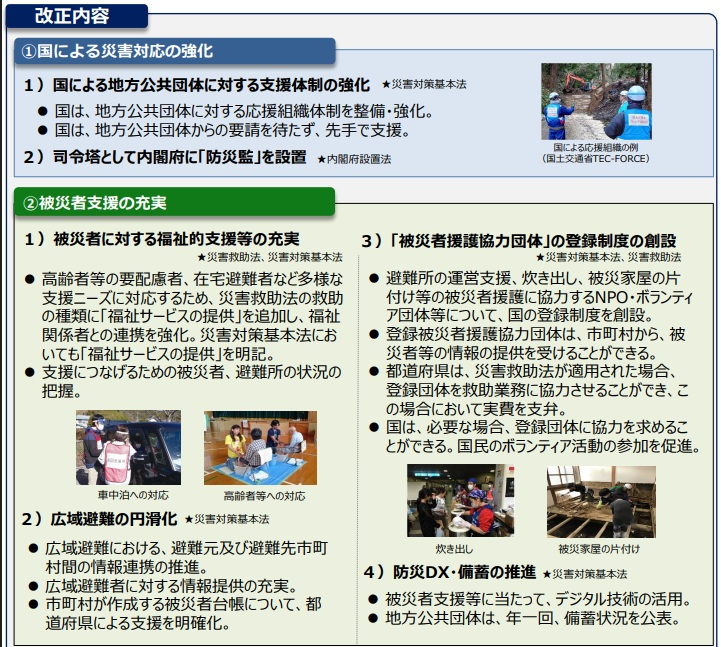 改正内容
①国による災害対応の強化
1)国による地方公共団体に対する支援体制の強化 ★災害対策基本法
● 国は、地方公共団体に対する応援組織体制を整備・強化。
● 国は、地方公共団体からの要請を待たず、先手で支援。
2)司令塔として内閣府に「防災監」を設置 ★内閣府設置法
国による応援組織の例
(国土交通省TEC-FORCE)
②被災者支援の充実
1)被災者に対する福祉的支援等の充実
★災害救助法、災害対策基本法
● 高齢者等の要配慮者、在宅避難者など多様な
支援ニーズに対応するため、災害救助法の救助
の種類に「福祉サービスの提供」を追加し、福祉
関係者との連携を強化。災害対策基本法にお
いても「福祉サービスの提供」を明記。
● 支援につなげるための被災者、避難所の状況の
把握。
車中泊への対応
高齢者等への対応
2)広域避難の円滑化 ★災害対策基本法
● 広域避難における、避難元及び避難先市町
村間の情報連携の推進。
● 広域避難者に対する情報提供の充実。
● 市町村が作成する被災者台帳について、都
道府県による支援を明確化。
3)「被災者援護協力団体」の登録制度の創設
★災害対策基本法、災害救助法
● 避難所の運営支援、炊き出し、被災家屋の片
付け等の被災者援護に協力するNPO・ボランティ
ア団体等について、国の登録制度を創設。
● 登録被災者援護協力団体は、市町村から、被
災者等の情報の提供を受けることができる。
● 都道府県は、災害救助法が適用された場合、
登録団体を救助業務に協力させることができ、こ
の場合において実費を支弁。
● 国は、必要な場合、登録団体に協力を求めるこ
とができる。国民のボランティア活動の参加を促進。
炊き出し
被災家屋の片付け
4)防災DX・備蓄の推進 ★災害対策基本法
● 被災者支援等に当たって、デジタル技術の活用。
● 地方公共団体は、年一回、備蓄状況を公表。